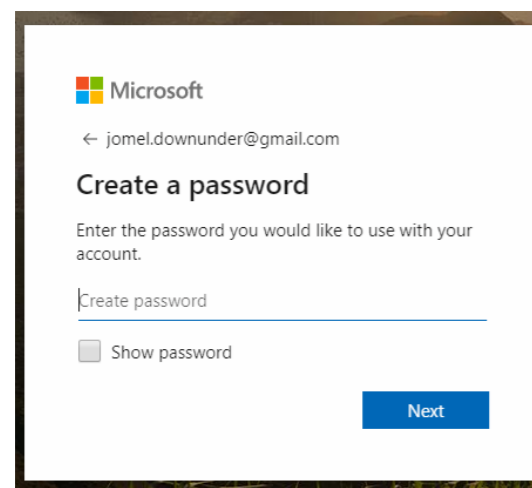 Microsoft
← jomel.downunder@gmail.com
Create a password
Enter the password you would like to use with your
account.
Create password
Show password
Next